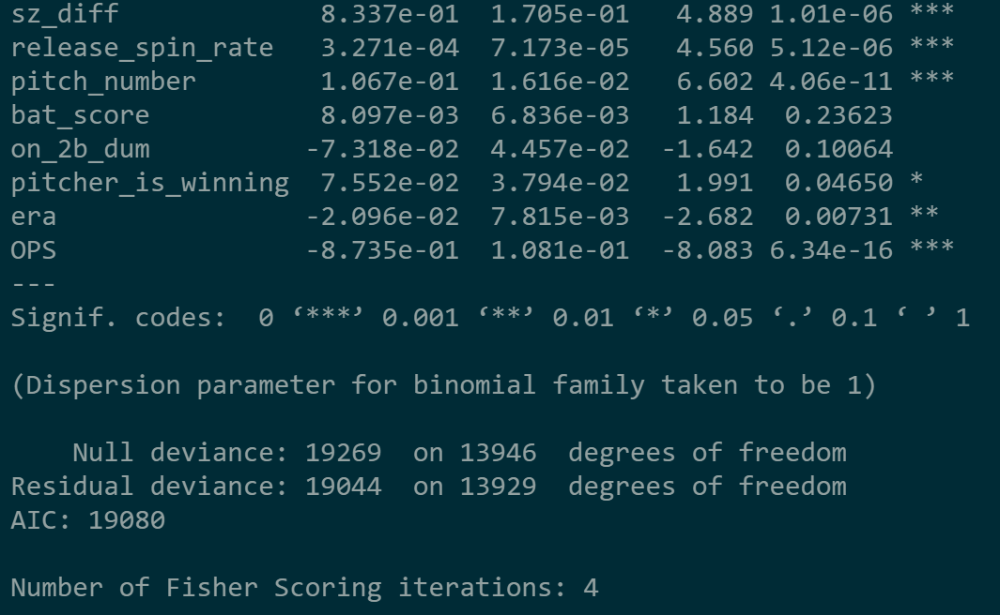 sz_diff 8.337e-01 1.705e-01 4.889 1.01e-06 ***
release_spin_rate 3.271e-04 7.173e-05 4.560 5.12e-06 ***
pitch_number 1.067e-01 1.616e-02 6.602 4.06e-11 ***
bat_score 8.097e-03 6.836e-03 1.184 0.23623
on_2b_dum -7.318e-02 4.457e-02 -1.642 0.10064
pitcher_is_winning 7.552e-02 3.794e-02 1.991 0.04650 *
era -2.096e-02 7.815e-03 -2.682 0.00731 **
OPS -8.735e-01 1.081e-01 -8.083 6.34e-16 ***
---
Signif. codes: 0 ‘***’ 0.001 ‘**’ 0.01 ‘*’ 0.05 ‘.’ 0.1 ‘ ’ 1
(Dispersion parameter for binomial family taken to be 1)
Null deviance: 19269 on 13946 degrees of freedom
Residual deviance: 19044 on 13929 degrees of freedom
AIC: 19080
Number of Fisher Scoring iterations: 4